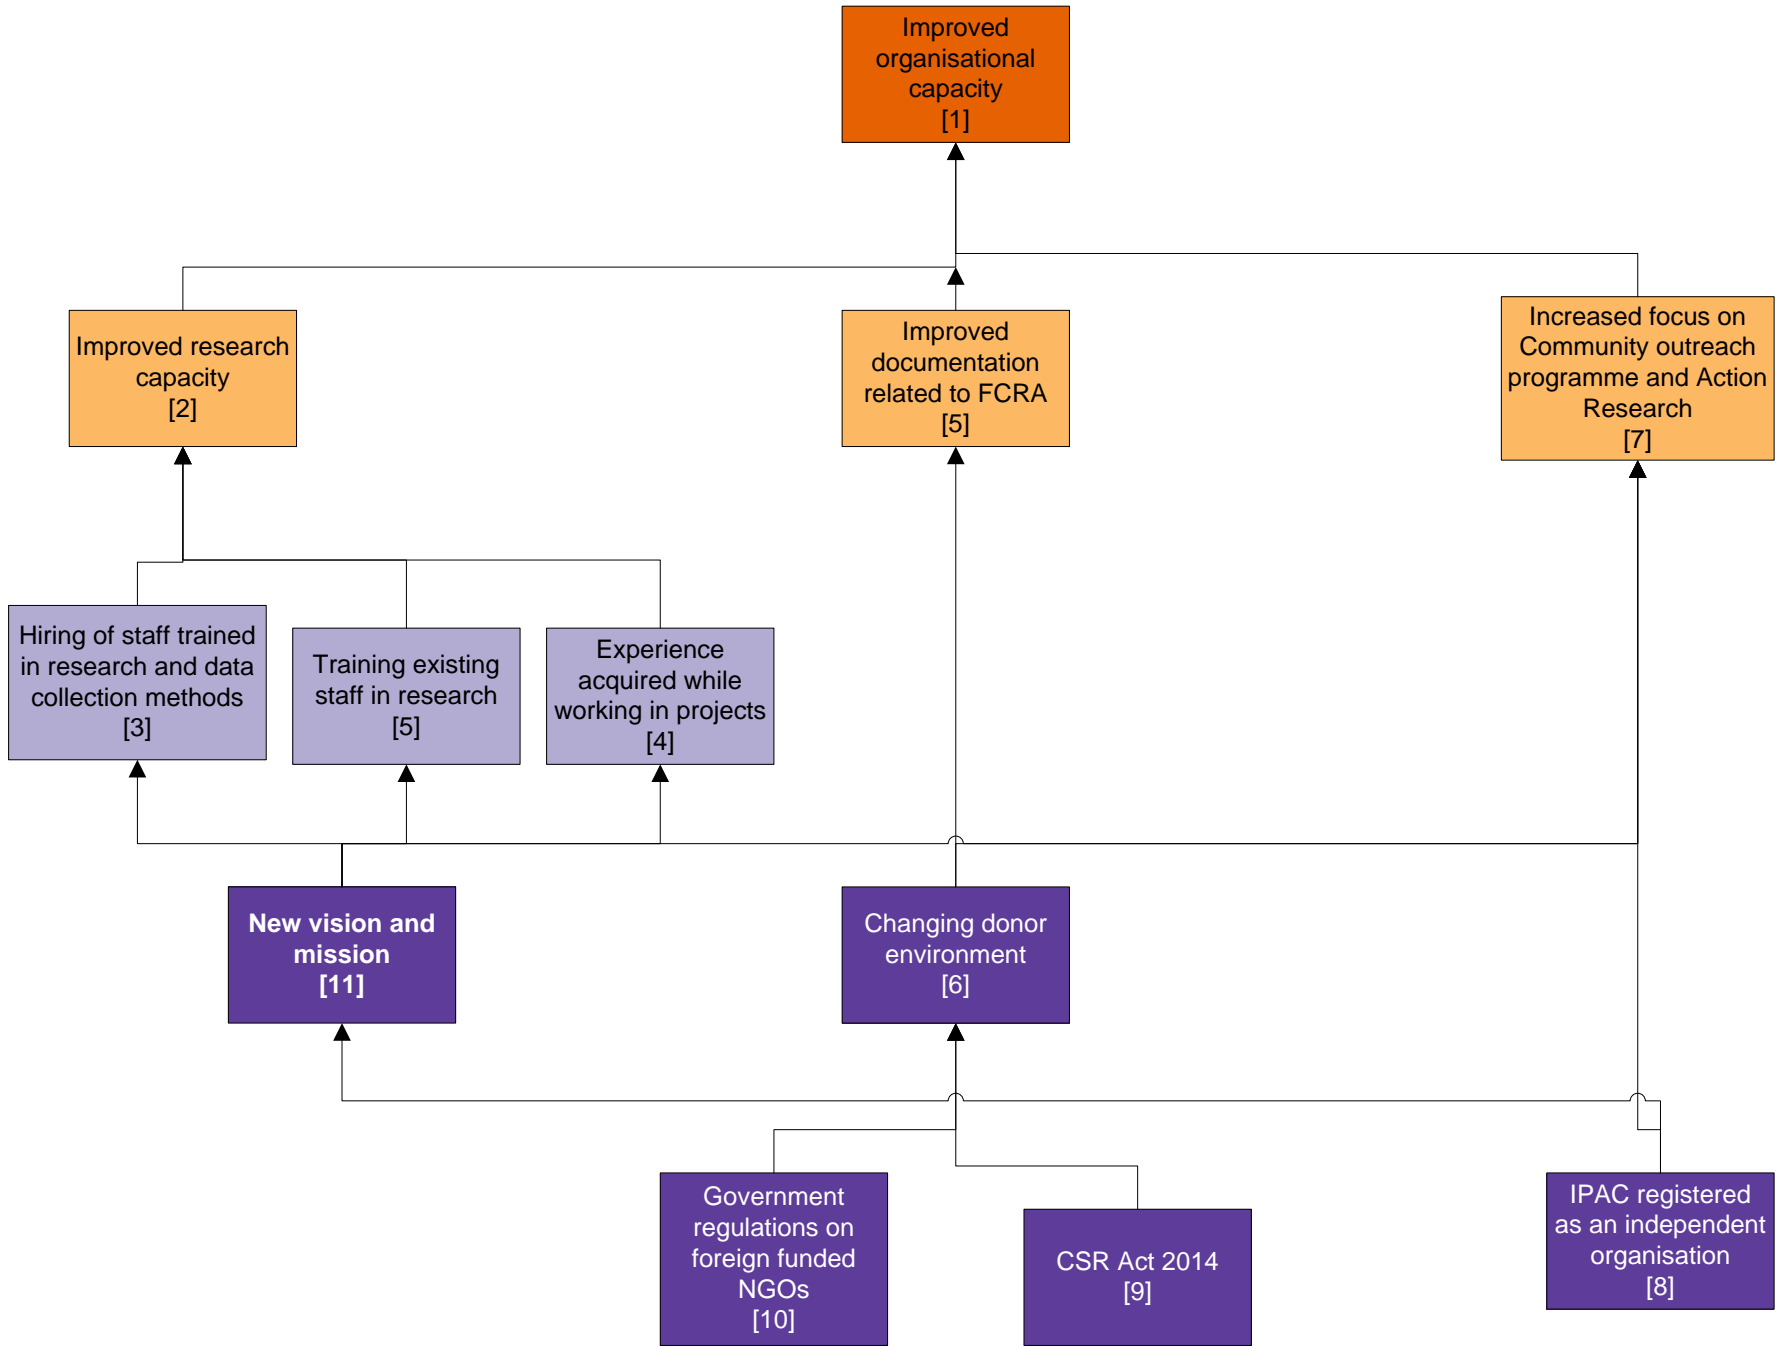 Improved
organisational
capacity
[1]
Improved research
capacity
[2]
Improved
documentation
related to FCRA
[5]
Increased focus on
Community outreach
programme and Action
Research
[7]
Hiring of staff trained
in research and data
collection methods
[3]
Training existing
staff in research
[5]
Experience
acquired while
working in projects
[4]
New vision and
mission
[11]
Changing donor
environment
[6]
Government
regulations on
foreign funded
NGOs
[10]
CSR Act 2014
[9]
IPAC registered
as an independent
organisation
[8]